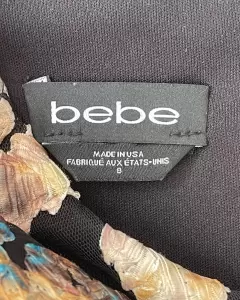 bebe
MADE IN USA
FABRIQUÉ AUX ÉTATS-UNIS
8